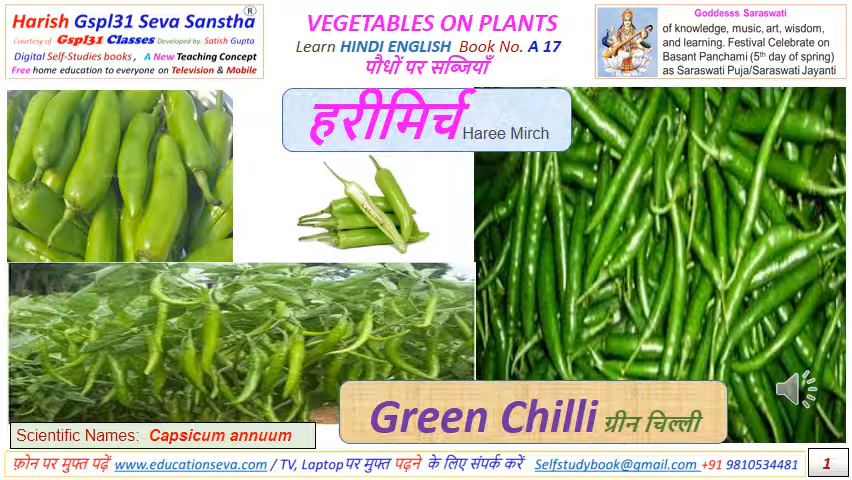 Harish Gspl31 Seva Sanstha®
Courtesy of Gspl31 Classes Developed by. Satish Gupta
Digital Self-Studies books, A New Teaching Concept
Free home education to everyone on Television & Mobile
VEGETABLES ON PLANTS
Learn HINDI ENGLISH Book No. A 17
पौधों पर सब्जियाँ
Goddesss Saraswati
of knowledge, music, art, wisdom,
and learning. Festival Celebrate on
Basant Panchami (5th day of spring)
as Saraswati Puja/Saraswati Jayanti
हरीमिर्च Haree Mirch
Green Chilli ग्रीन चिल्ली
Scientific Names: Capsicum annuum
फ़ोन पर मुफ्त पढ़ें www.educationseva.com / TV, Laptop पर मुफ्त पढ़ने के लिए संपर्क करें Selfstudybook@gmail.com +91 9810534481
1